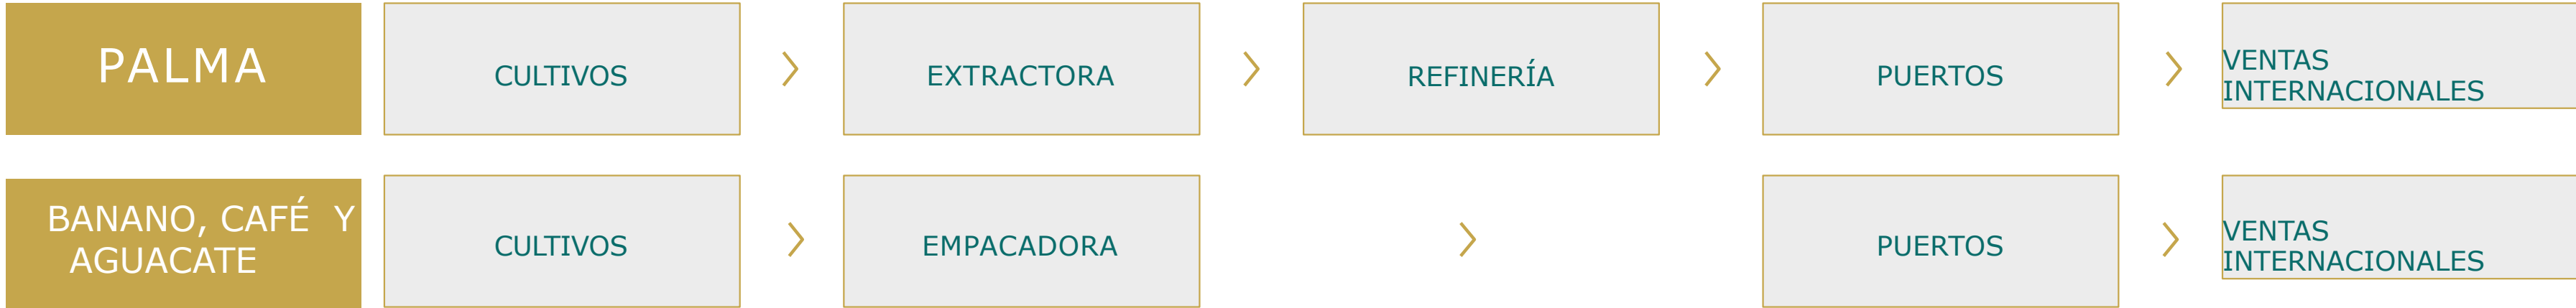 PALMA
CULTIVOS
EXTRACTORA
REFINERÍA
PUERTOS
VENTAS
INTERNACIONALES
BANANO, CAFÉ Y
AGUACATE
CULTIVOS
EMPACADORA
PUERTOS
VENTAS
INTERNACIONALES